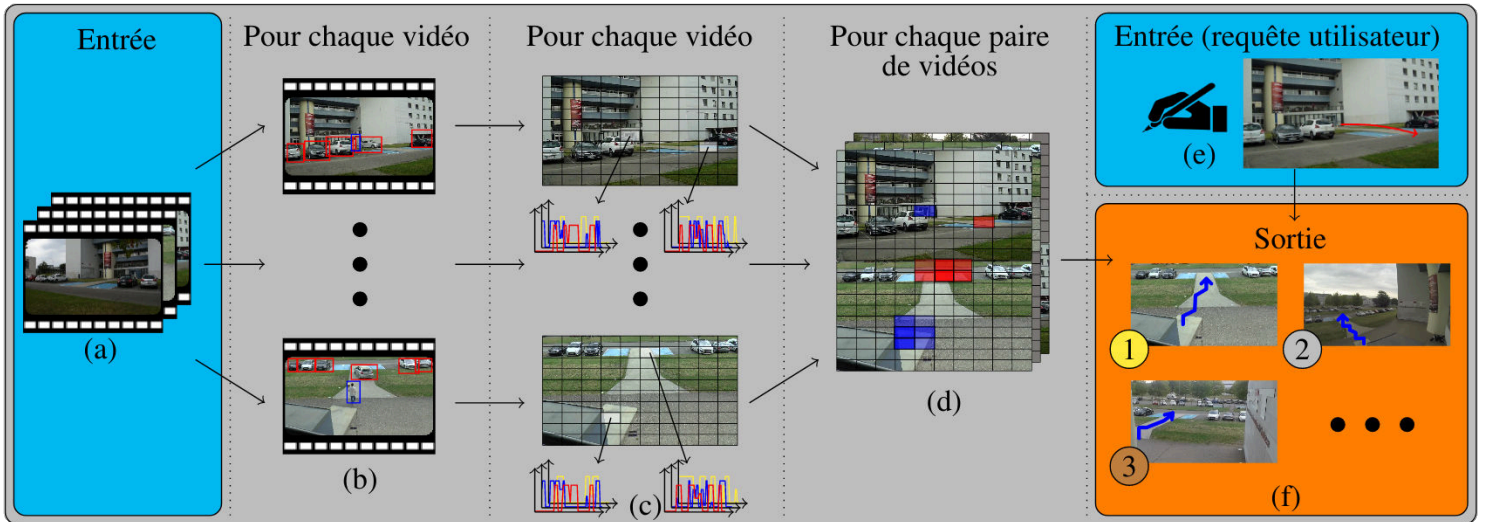 Entrée
(a)
Pour chaque vidéo
(b)
Pour chaque vidéo
(c)
Pour chaque paire
de vidéos
(d)
Entrée (requête utilisateur)
(e)
Sortie
1
2
3
(f)